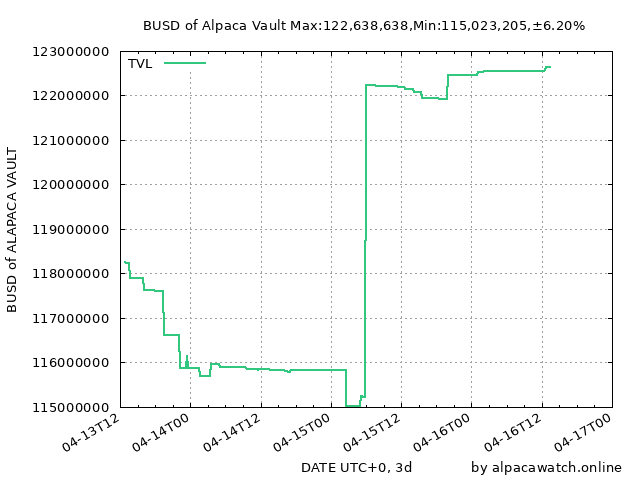 BUSD of Alpaca Vault Max:122,638,638,Min:115,023,205,±6.20%
TVL
123000000
122000000
121000000
120000000
119000000
118000000
117000000
116000000
115000000
BUSD of ALAPACA VAULT
04-13T12
04-14T00
04-14T12
04-15T00
04-15T12
04-16T00
04-16T12
04-17T00
DATE UTC+0, 3d
by alpacawatch.online